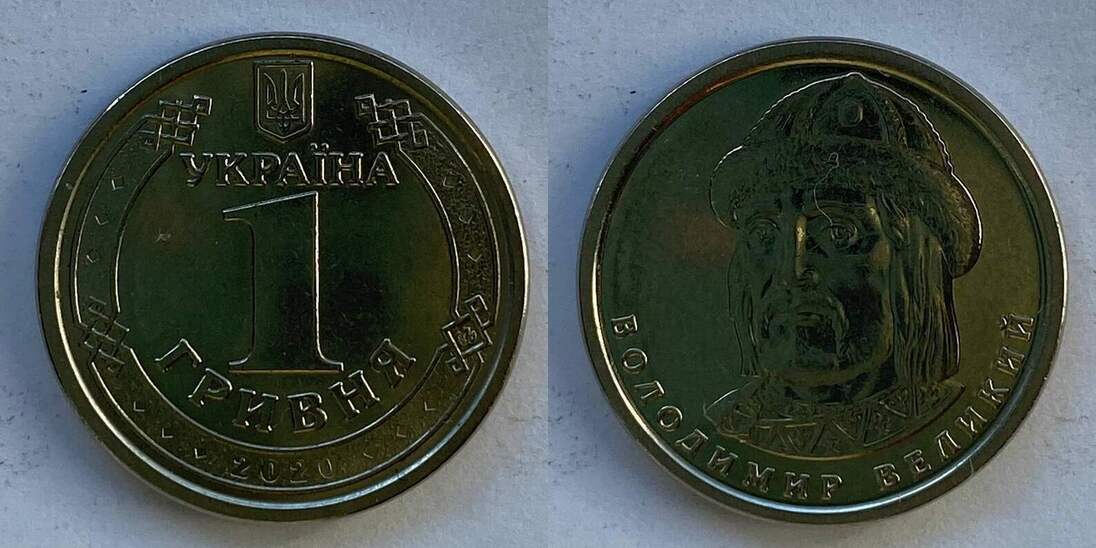 УКРАЇНА
1
ГРИВНЯ
2020
ВОЛОДИМИР ВЕЛИКИЙ